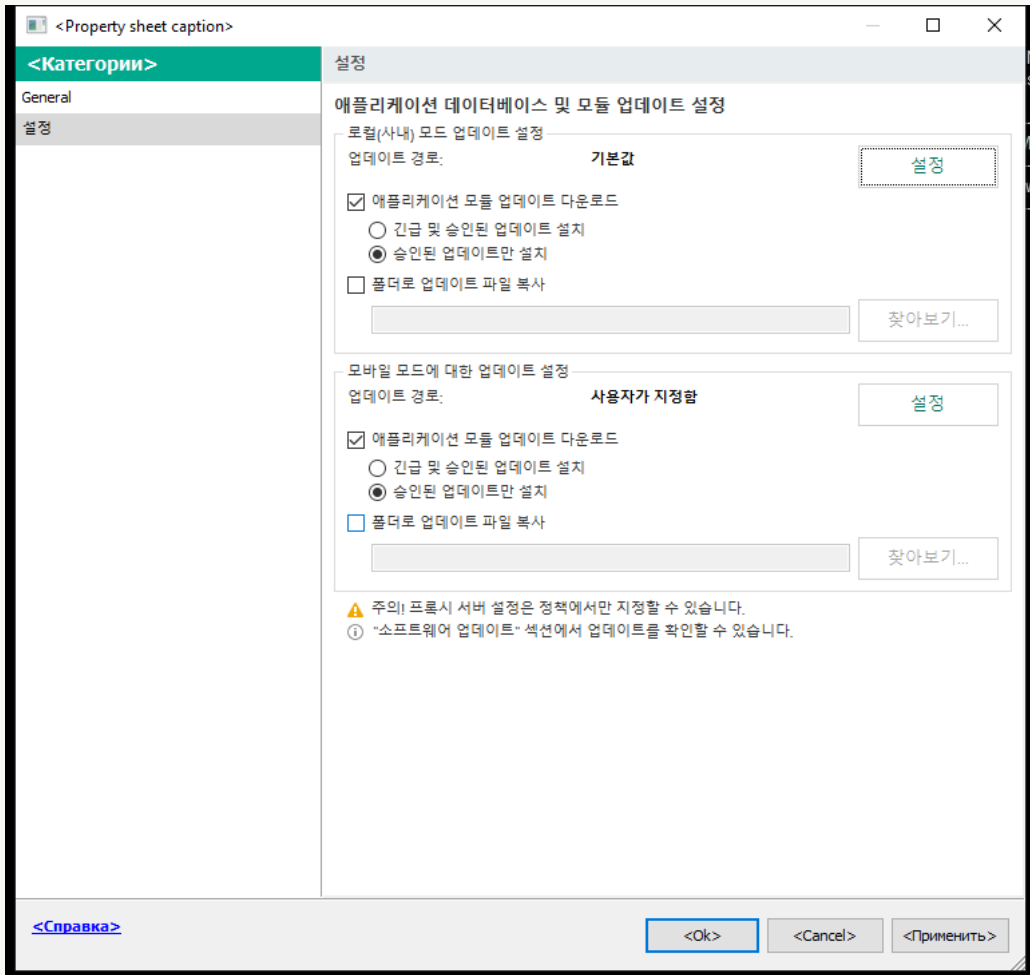 <Property sheet caption>
<Категории>
General
설정
설정
애플리케이션 데이터베이스 및 모듈 업데이트 설정
로컬(사내) 모드 업데이트 설정
업데이트 경로: 기본값 설정
애플리케이션 모듈 업데이트 다운로드
긴급 및 승인된 업데이트 설치
승인된 업데이트만 설치
폴더로 업데이트 파일 복사
찾아보기...
모바일 모드에 대한 업데이트 설정
업데이트 경로: 사용자가 지정함 설정
애플리케이션 모듈 업데이트 다운로드
긴급 및 승인된 업데이트 설치
승인된 업데이트만 설치
폴더로 업데이트 파일 복사
찾아보기...
주의! 프록시 서버 설정은 정책에서만 지정할 수 있습니다.
"소프트웨어 업데이트" 섹션에서 업데이트를 확인할 수 있습니다.
<Справка>
<Ok> <Cancel> <Применить>